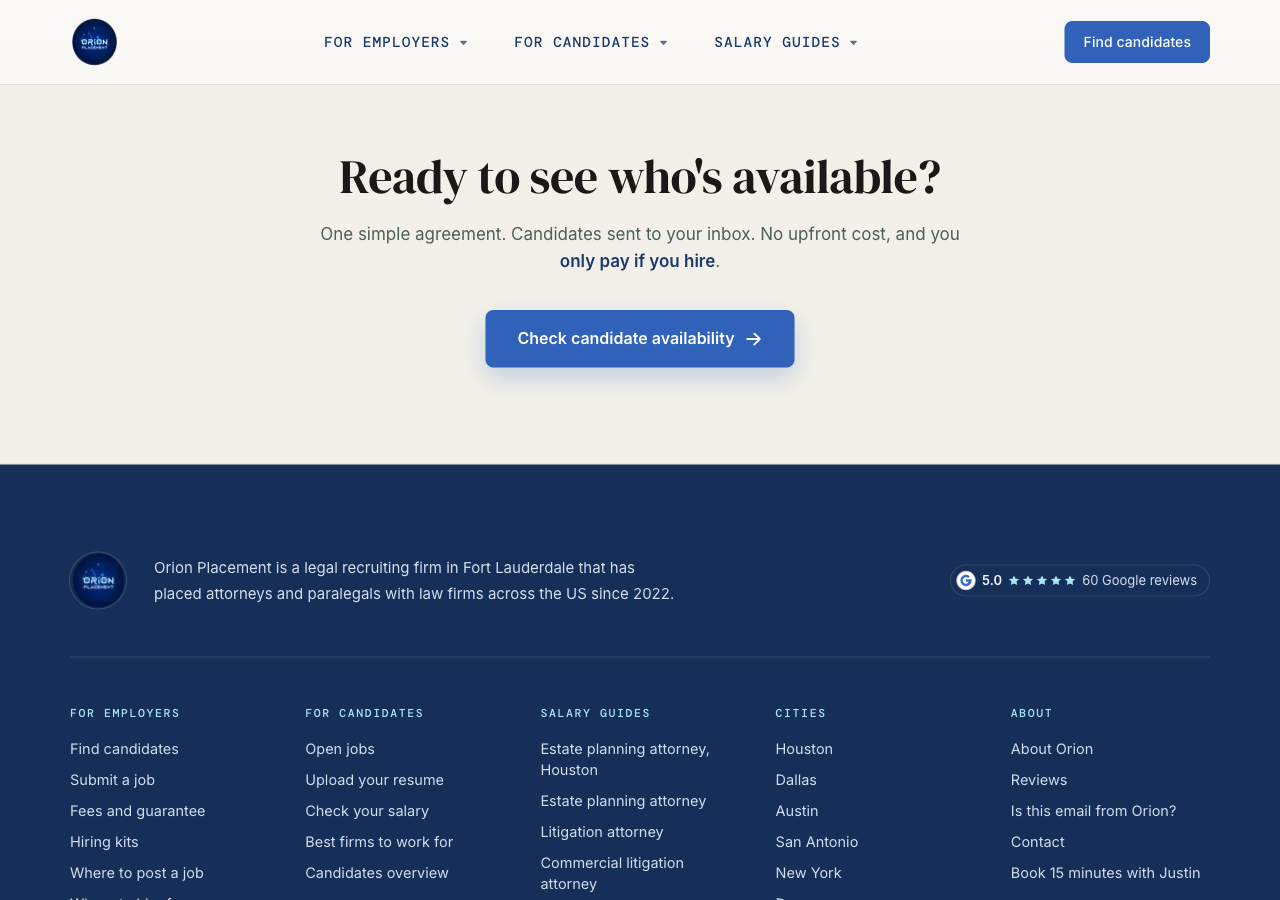 ORION
PLACEMENT
FOR EMPLOYERS
FOR CANDIDATES
SALARY GUIDES
Find candidates
Ready to see who's available?
One simple agreement. Candidates sent to your inbox. No upfront cost, and you
only pay if you hire.
Check candidate availability
ORION
PLACEMENT
Orion Placement is a legal recruiting firm in Fort Lauderdale that has
placed attorneys and paralegals with law firms across the US since 2022.
G 5.0 ★★★★★ 60 Google reviews
FOR EMPLOYERS
Find candidates
Submit a job
Fees and guarantee
Hiring kits
Where to post a job
FOR CANDIDATES
Open jobs
Upload your resume
Check your salary
Best firms to work for
Candidates overview
SALARY GUIDES
Estate planning attorney,
Houston
Estate planning attorney
Litigation attorney
Commercial litigation
attorney
CITIES
Houston
Dallas
Austin
San Antonio
New York
ABOUT
About Orion
Reviews
Is this email from Orion?
Contact
Book 15 minutes with Justin